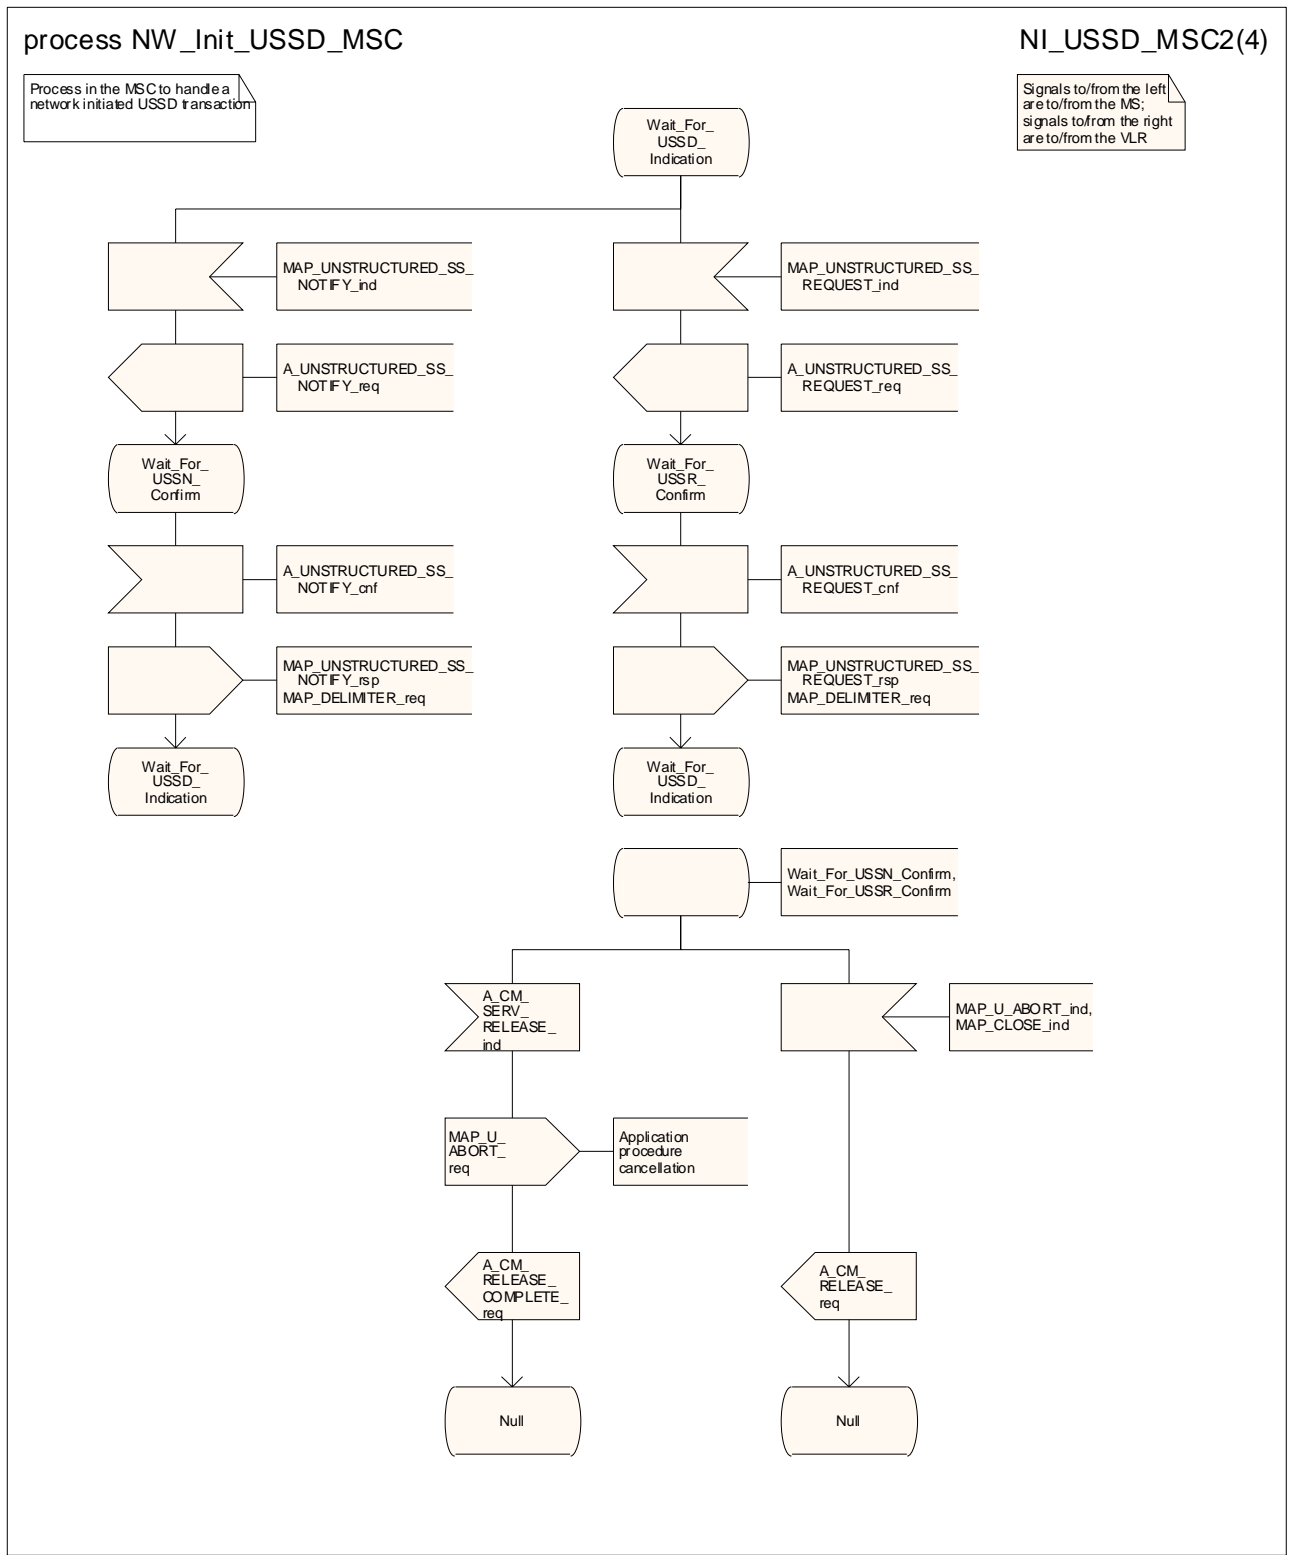 process NW_Init_USSD_MSC
NI_USSD_MSC2(4)
Process in the MSC to handle a
network initiated USSD transaction
Signals to/from the left
are to/from the MS;
signals to/from the right
are to/from the VLR
Wait_For_
USSD_
Indication
MAP_UNSTRUCTURED_SS_
NOTIFY_ind
MAP_UNSTRUCTURED_SS_
REQUEST_ind
A_UNSTRUCTURED_SS_
NOTIFY_req
A_UNSTRUCTURED_SS_
REQUEST_req
Wait_For_
USSN_
Confirm
Wait_For_
USSR_
Confirm
A_UNSTRUCTURED_SS_
NOTIFY_cnf
A_UNSTRUCTURED_SS_
REQUEST_cnf
MAP_UNSTRUCTURED_SS_
NOTIFY_rsp
MAP_DELIMITER_req
MAP_UNSTRUCTURED_SS_
REQUEST_rsp
MAP_DELIMITER_req
Wait_For_
USSD_
Indication
Wait_For_
USSD_
Indication
Wait_For_USSN_Confirm,
Wait_For_USSR_Confirm
A_CM_
SERV_
RELEASE_
ind
MAP_U_ABORT_ind,
MAP_CLOSE_ind
MAP_U_
ABORT_
req
Application
procedure
cancellation
A_CM_
RELEASE_
COMPLETE_
req
A_CM_
RELEASE_
req
Null
Null